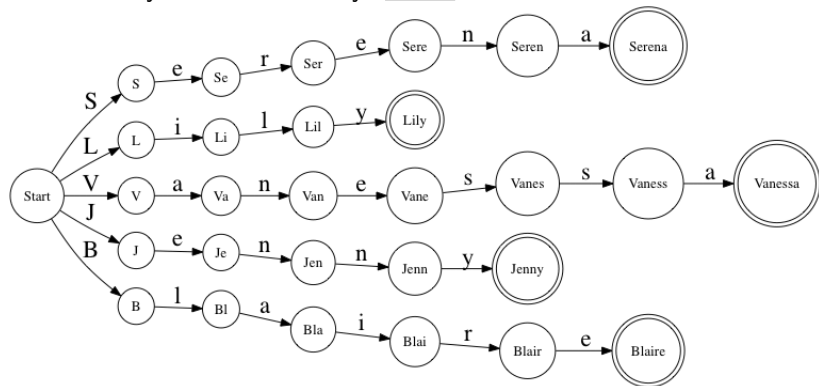 S e r e n a
S Se Ser Sere Seren Serena
L i l y
L Li Lil Lily
Start
V a n e s s a
V Va Van Vane Vanes Vaness Vanessa
J e n n y
J Je Jen Jenn Jenny
B l a i r e
B Bl Bla Blai Blair Blaire